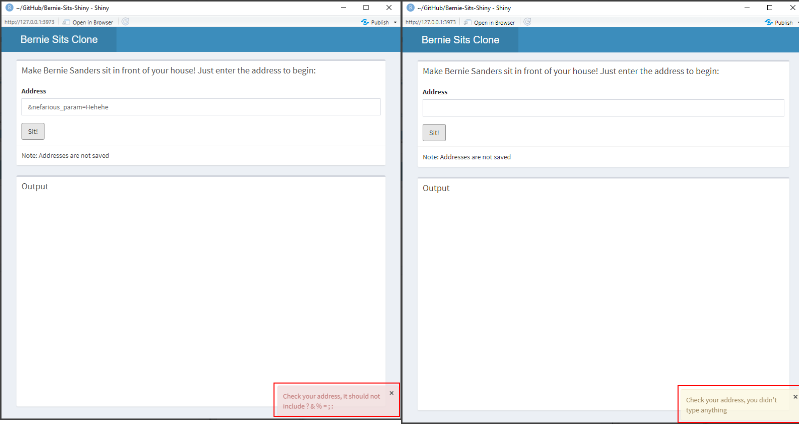 ~/GitHub/Bernie-Sits-Shiny - Shiny
http://127.0.0.1:5973 Open in Browser Publish
Bernie Sits Clone
Make Bernie Sanders sit in front of your house! Just enter the address to begin:
Address
&nefarious_param=Hehehe
Sit!
Note: Addresses are not saved
Output
Check your address, it should not
include ? & % = ; :
~/GitHub/Bernie-Sits-Shiny - Shiny
http://127.0.0.1:5973 Open in Browser Publish
Bernie Sits Clone
Make Bernie Sanders sit in front of your house! Just enter the address to begin:
Address
Sit!
Note: Addresses are not saved
Output
Check your address, you didn't
type anything